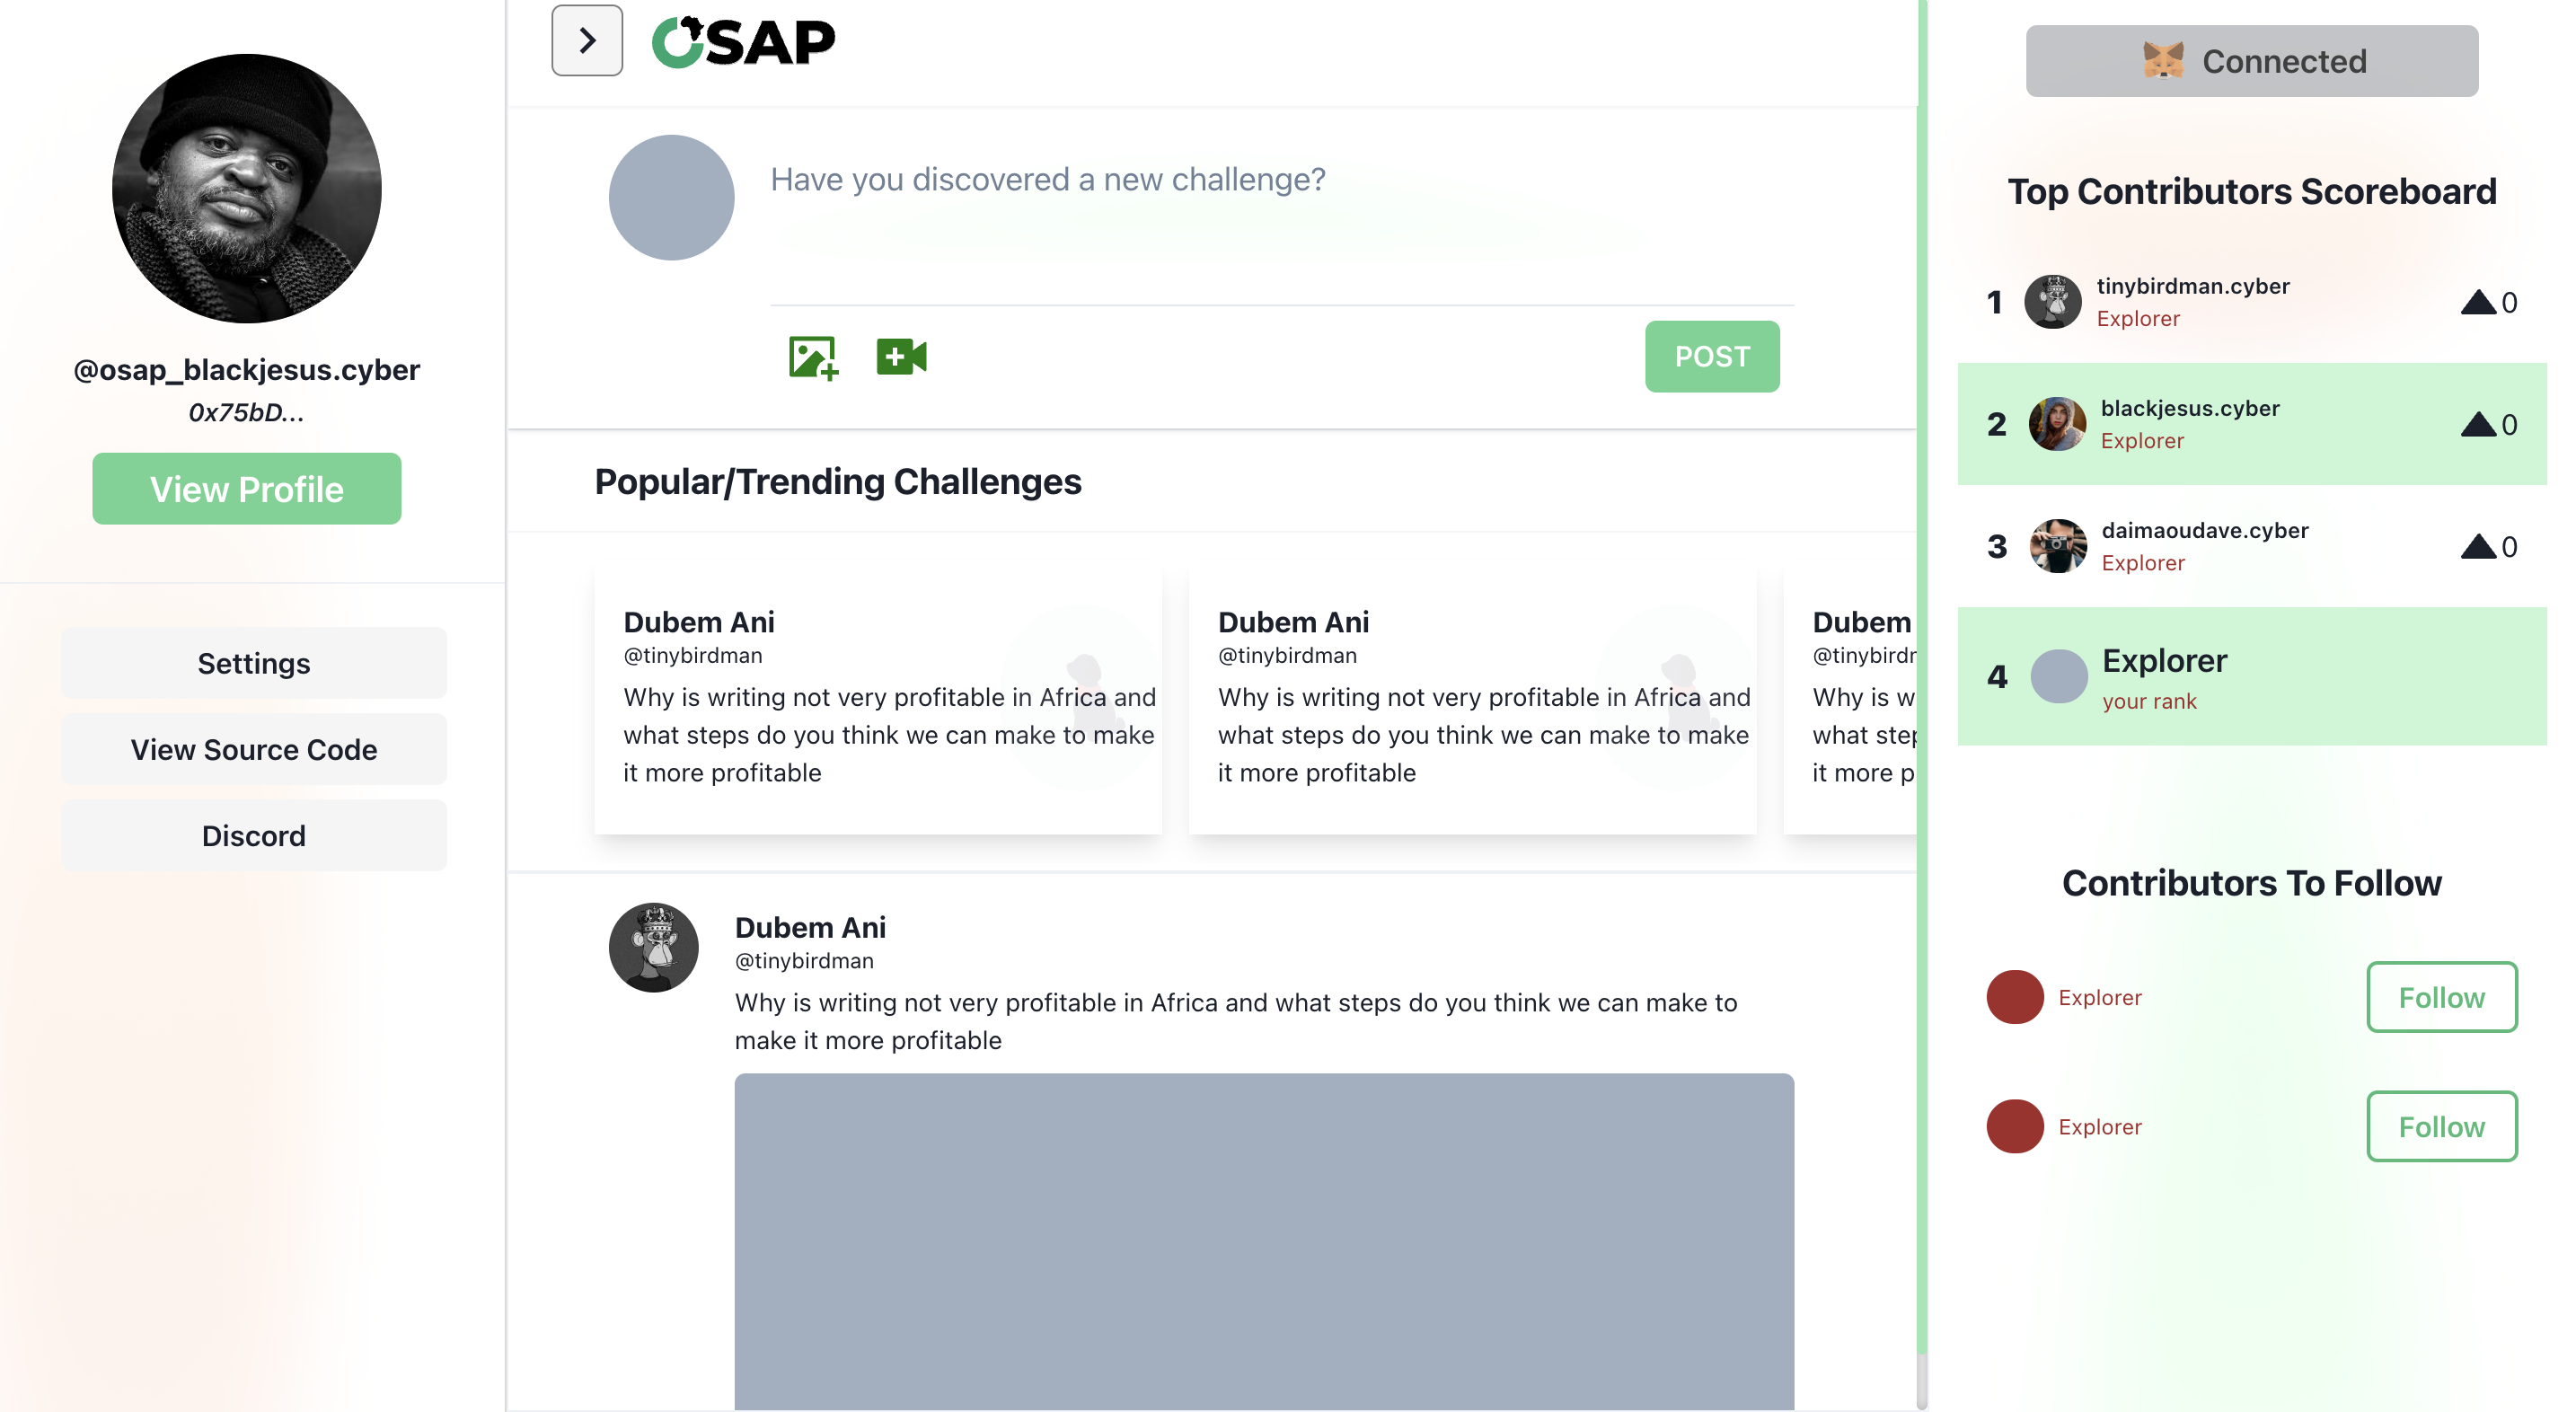 @osap_blackjesus.cyber
0x75bD...
View Profile
Settings
View Source Code
Discord
OSAP
Have you discovered a new challenge?
POST
Popular/Trending Challenges
Dubem Ani
@tinybirdman
Why is writing not very profitable in Africa and
what steps do you think we can make to make
it more profitable
Dubem Ani
@tinybirdman
Why is writing not very profitable in Africa and
what steps do you think we can make to make
it more profitable
Dubem
@tinybirdr
Why is w
what step
it more p
Dubem Ani
@tinybirdman
Why is writing not very profitable in Africa and what steps do you think we can make to
make it more profitable
Connected
Top Contributors Scoreboard
1 tinybirdman.cyber 0
Explorer
2 blackjesus.cyber 0
Explorer
3 daimaoudave.cyber 0
Explorer
4 Explorer
your rank
Contributors To Follow
Explorer Follow
Explorer Follow